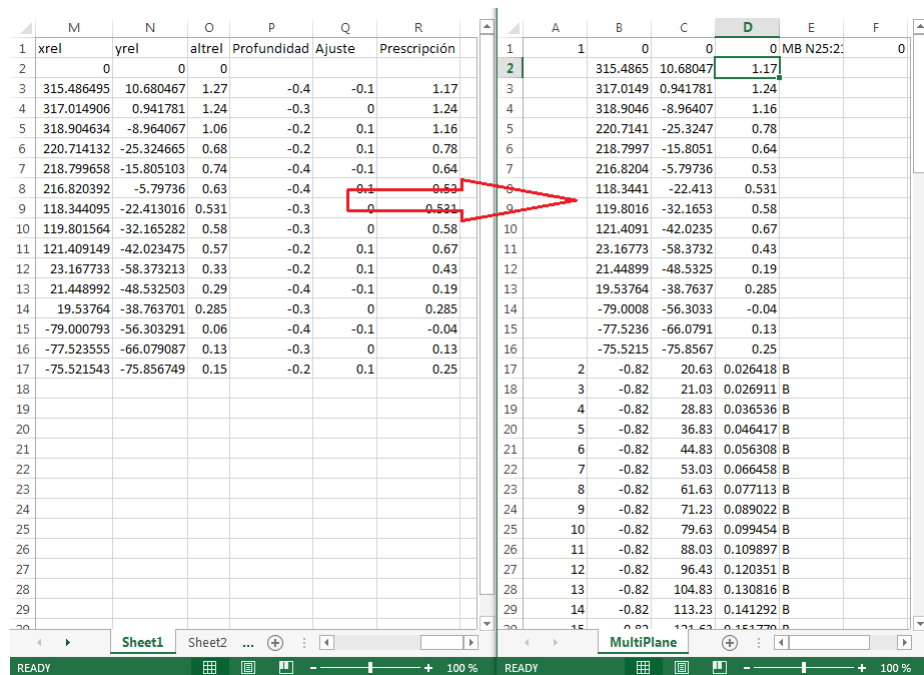 M N O P Q R A B C D E F
1 xrel yrel altrel Profundidad Ajuste Prescripción 1 1 0 0 0 MB N25:21 0
2 0 0 0 2 315.4865 10.68047 1.17
3 315.486495 10.680467 1.27 -0.4 -0.1 1.17 3 317.0149 0.941781 1.24
4 317.014906 0.941781 1.24 -0.3 0 1.24 4 318.9046 -8.96407 1.16
5 318.904634 -8.964067 1.06 -0.2 0.1 1.16 5 220.7141 -25.3247 0.78
6 220.714132 -25.324665 0.68 -0.2 0.1 0.78 6 218.7997 -15.8051 0.64
7 218.799658 -15.805103 0.74 -0.4 -0.1 0.64 7 216.8204 -5.79736 0.53
8 216.820392 -5.79736 0.63 -0.4 -0.1 0.53 8 118.3441 -22.413 0.531
9 118.344095 -22.413016 0.531 -0.3 0 0.531 9 119.8016 -32.1653 0.58
10 119.801564 -32.165282 0.58 -0.3 0 0.58 10 121.4091 -42.0235 0.67
11 121.409149 -42.023475 0.57 -0.2 0.1 0.67 11 23.16773 -58.3732 0.43
12 23.167733 -58.373213 0.33 -0.2 0.1 0.43 12 21.44899 -48.5325 0.19
13 21.448992 -48.532503 0.29 -0.4 -0.1 0.19 13 19.53764 -38.7637 0.285
14 19.53764 -38.763701 0.285 -0.3 0 0.285 14 -79.0008 -56.3033 -0.04
15 -79.000793 -56.303291 0.06 -0.4 -0.1 -0.04 15 -77.5236 -66.0791 0.13
16 -77.523555 -66.079087 0.13 -0.3 0 0.13 16 -75.5215 -75.8567 0.25
17 -75.521543 -75.856749 0.15 -0.2 0.1 0.25 17 2 -0.82 20.63 0.026418 B
18 18 3 -0.82 21.03 0.026911 B
19 19 4 -0.82 28.83 0.036536 B
20 20 5 -0.82 36.83 0.046417 B
21 21 6 -0.82 44.83 0.056308 B
22 22 7 -0.82 53.03 0.066458 B
23 23 8 -0.82 61.63 0.077113 B
24 24 9 -0.82 71.23 0.089022 B
25 25 10 -0.82 79.63 0.099454 B
26 26 11 -0.82 88.03 0.109897 B
27 27 12 -0.82 96.43 0.120351 B
28 28 13 -0.82 104.83 0.130816 B
29 29 14 -0.82 113.23 0.141292 B
Sheet1 Sheet2 ... MultiPlane
READY 100 % READY 100 %